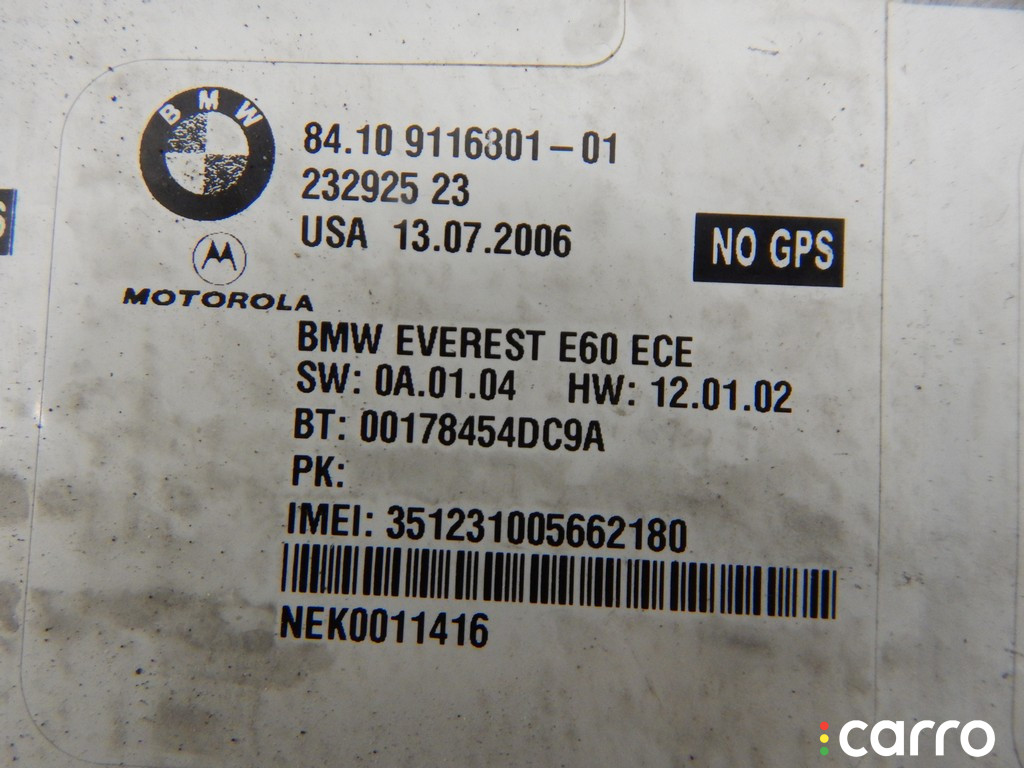 BMW
84.10 9116801-01
232925 23
USA 13.07.2006
NO GPS
MOTOROLA
BMW EVEREST E60 ECE
SW: 0A.01.04 HW: 12.01.02
BT: 00178454DC9A
PK:
IMEI: 351231005662180
NEK0011416
carro